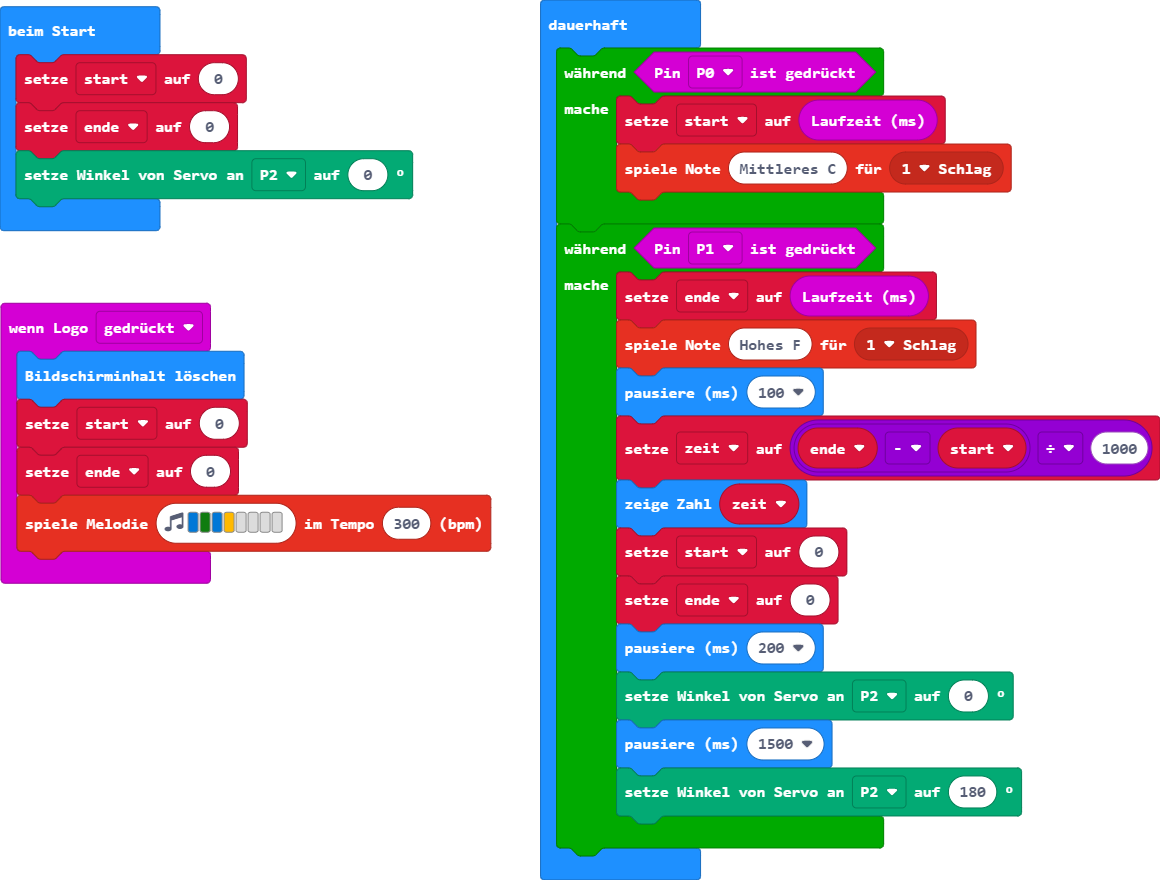 beim Start
setze start auf 0
setze ende auf 0
setze Winkel von Servo an P2 auf 0 °
wenn Logo gedrückt
Bildschirminhalt löschen
setze start auf 0
setze ende auf 0
spiele Melodie im Tempo 300 (bpm)
dauerhaft
während Pin P0 ist gedrückt
mache
setze start auf Laufzeit (ms)
spiele Note Mittleres C für 1 Schlag
während Pin P1 ist gedrückt
mache
setze ende auf Laufzeit (ms)
spiele Note Hohes F für 1 Schlag
pausiere (ms) 100
setze zeit auf ende - start ÷ 1000
zeige Zahl zeit
setze start auf 0
setze ende auf 0
pausiere (ms) 200
setze Winkel von Servo an P2 auf 0 °
pausiere (ms) 1500
setze Winkel von Servo an P2 auf 180 °